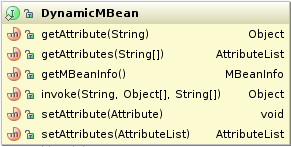 DynamicMBean
getAttribute(String) Object
getAttributes(String[]) AttributeList
getMBeanInfo() MBeanInfo
invoke(String, Object[], String[]) Object
setAttribute(Attribute) void
setAttributes(AttributeList) AttributeList